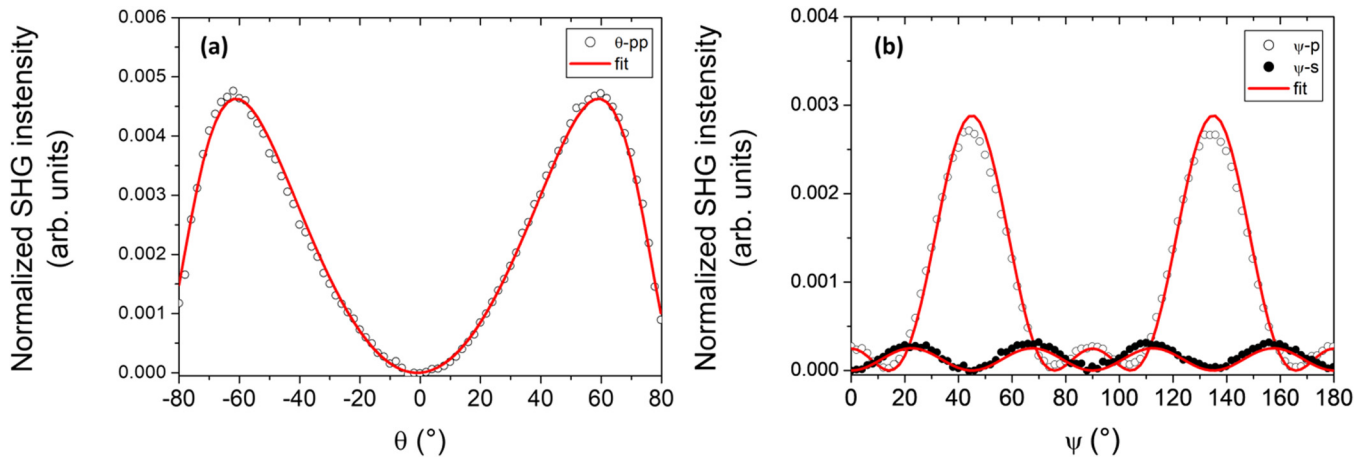 Normalized SHG instensity
(arb. units)
(a)
θ-pp
fit
0.006
0.005
0.004
0.003
0.002
0.001
0.000
-80 -60 -40 -20 0 20 40 60 80
θ (°)
Normalized SHG instensity
(arb. units)
(b)
ψ-p
ψ-s
fit
0.004
0.003
0.002
0.001
0.000
0 20 40 60 80 100 120 140 160 180
ψ (°)